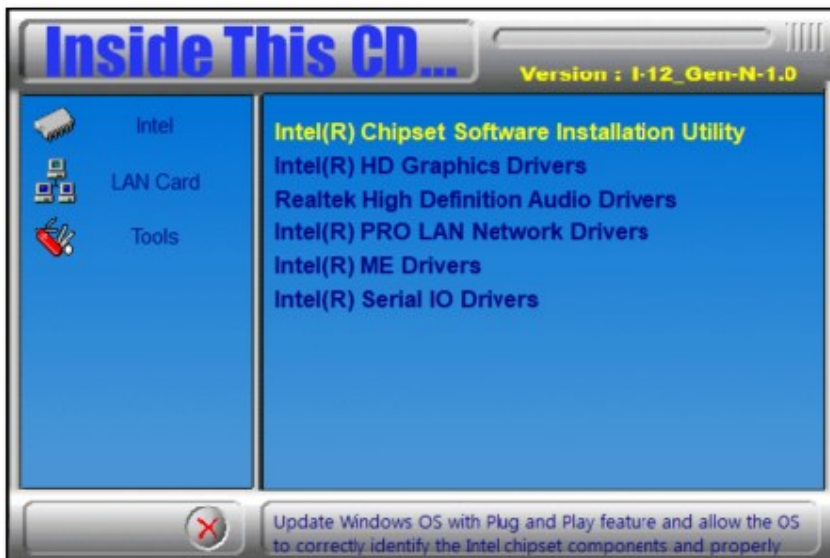 Inside This CD...
Version : I-12_Gen-N-1.0
Intel
LAN Card
Tools
Intel(R) Chipset Software Installation Utility
Intel(R) HD Graphics Drivers
Realtek High Definition Audio Drivers
Intel(R) PRO LAN Network Drivers
Intel(R) ME Drivers
Intel(R) Serial IO Drivers
Update Windows OS with Plug and Play feature and allow the OS
to correctly identify the Intel chipset components and properly